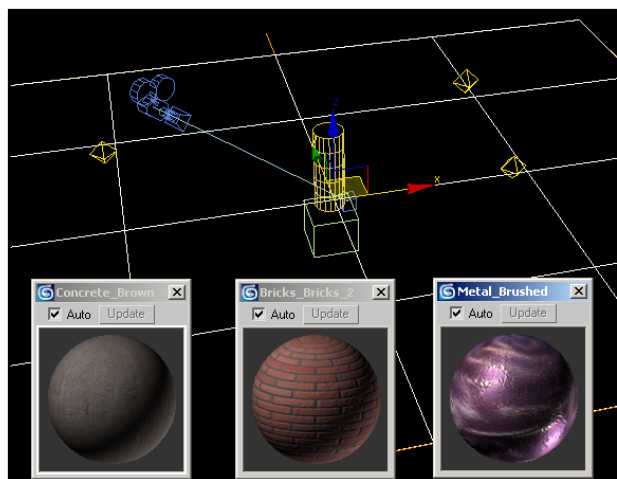 z
x
Concrete_Brown
Auto
Update
Bricks_Bricks_2
Auto
Update
Metal_Brushed
Auto
Update